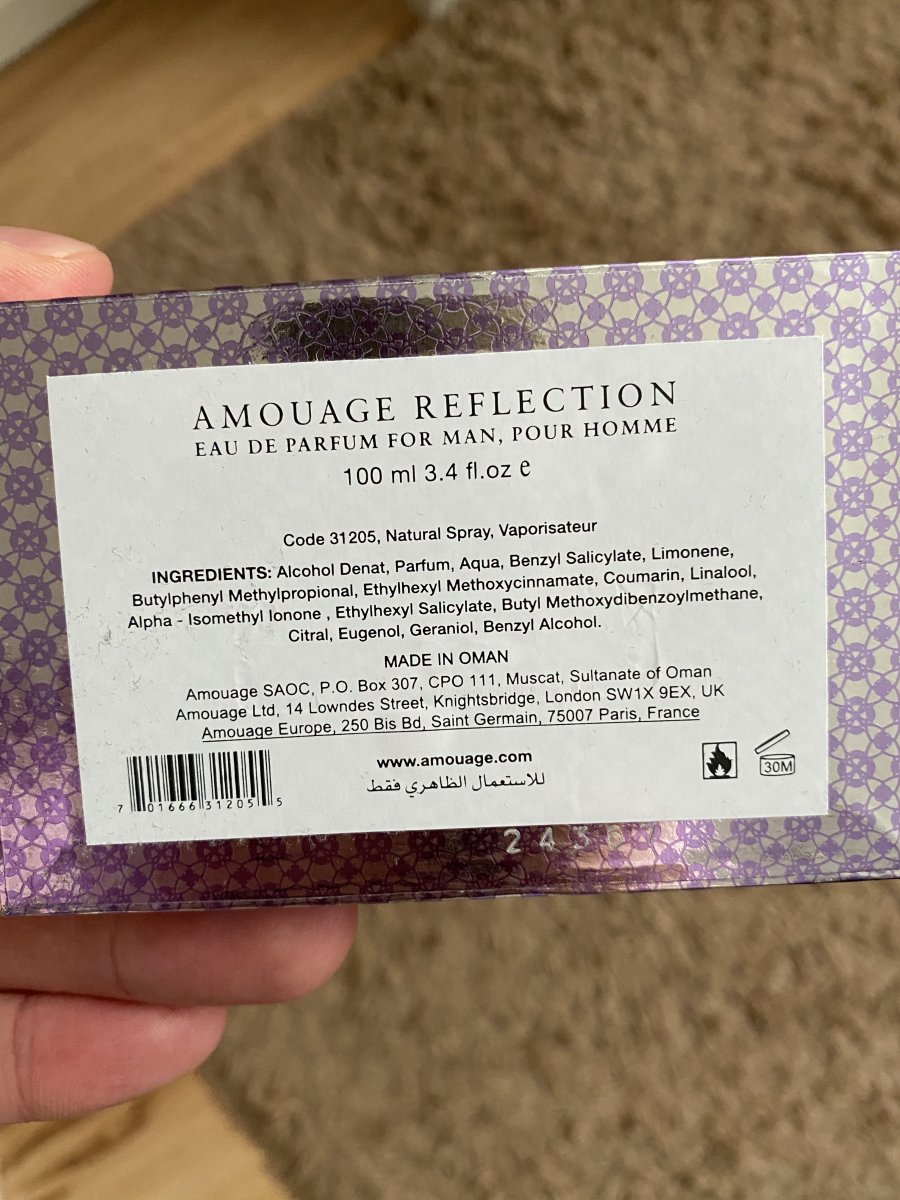 AMOUAGE REFLECTION
EAU DE PARFUM FOR MAN, POUR HOMME
100 ml 3.4 fl.oz e
Code 31205, Natural Spray, Vaporisateur
INGREDIENTS: Alcohol Denat, Parfum, Aqua, Benzyl Salicylate, Limonene,
Butylphenyl Methylpropional, Ethylhexyl Methoxycinnamate, Coumarin, Linalool,
Alpha - Isomethyl Ionone , Ethylhexyl Salicylate, Butyl Methoxydibenzoylmethane,
Citral, Eugenol, Geraniol, Benzyl Alcohol.
MADE IN OMAN
Amouage SAOC, P.O. Box 307, CPO 111, Muscat, Sultanate of Oman
Amouage Ltd, 14 Lowndes Street, Knightsbridge, London SW1X 9EX, UK
Amouage Europe, 250 Bis Bd, Saint Germain, 75007 Paris, France
www.amouage.com
للاستعمال الظاهري فقط
7 01666 31205 5
30M